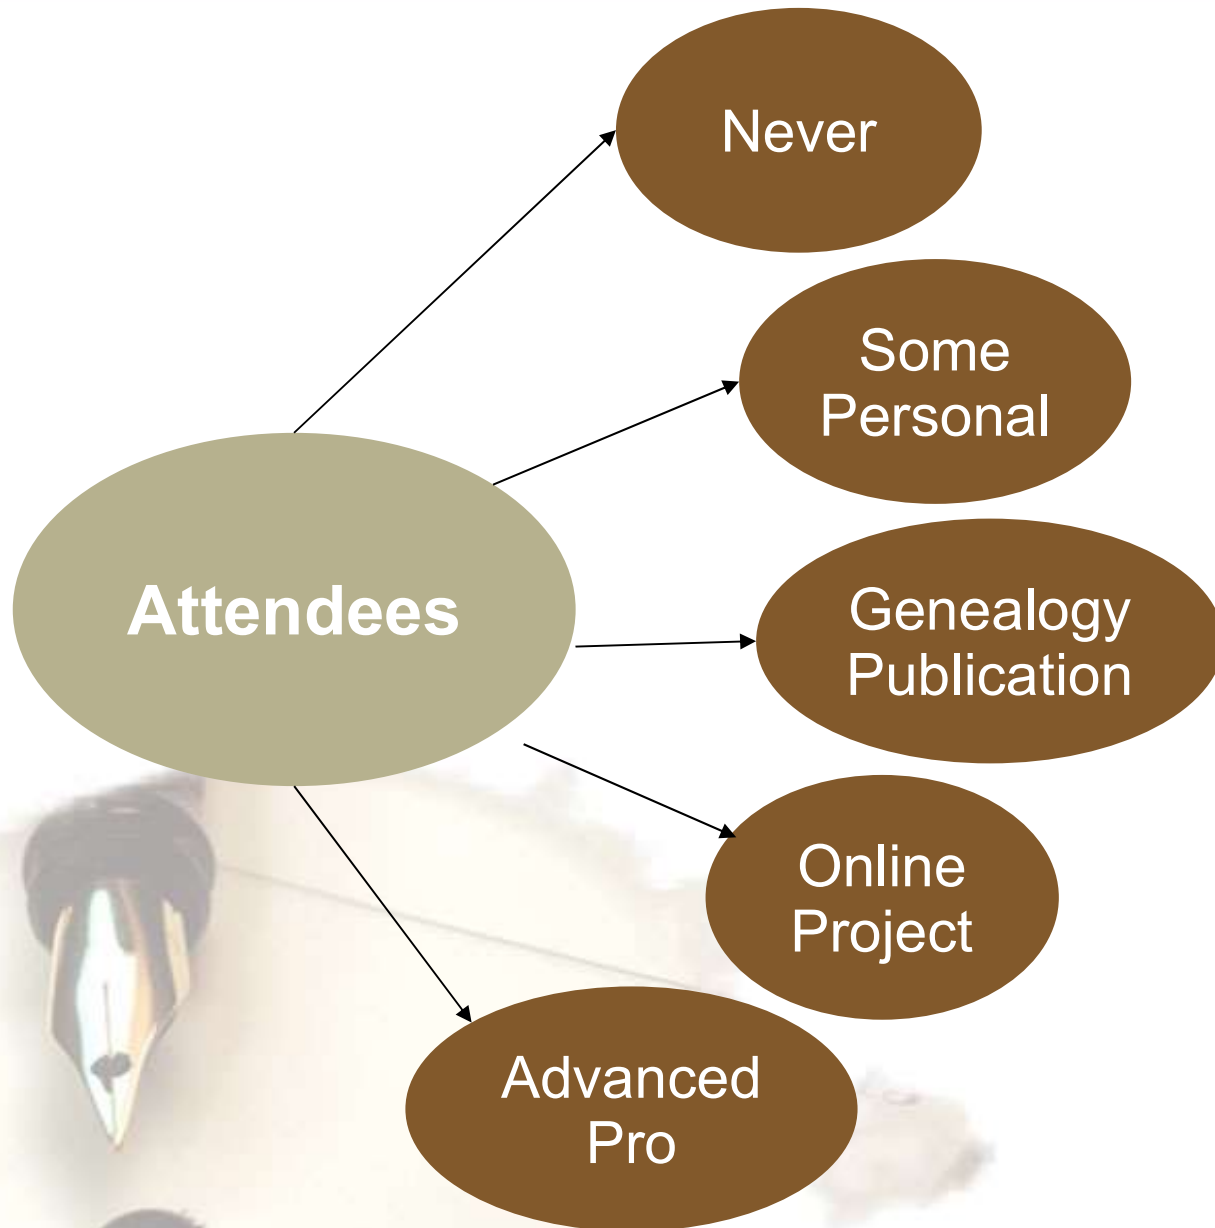 Never
Some
Personal
Attendees
Genealogy
Publication
Online
Project
Advanced
Pro